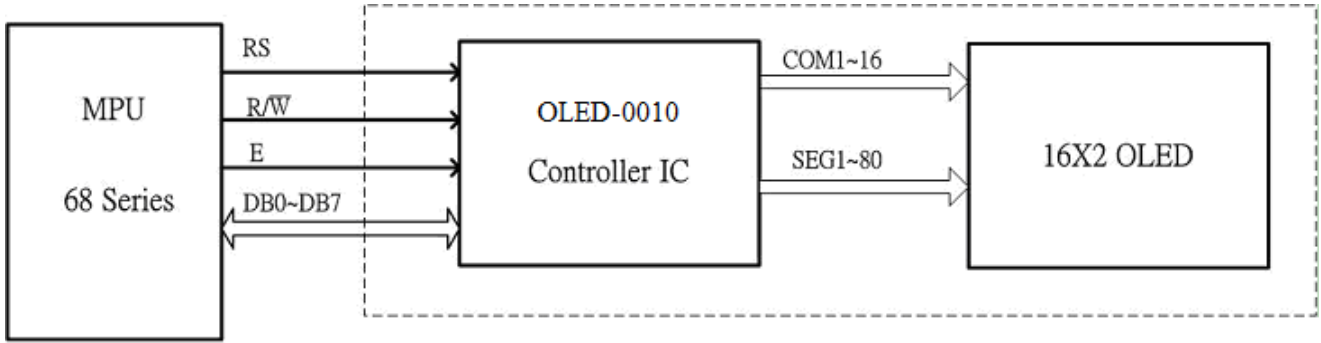 MPU
68 Series
RS
R/W̅
E
DB0~DB7
OLED-0010
Controller IC
COM1~16
SEG1~80
16X2 OLED